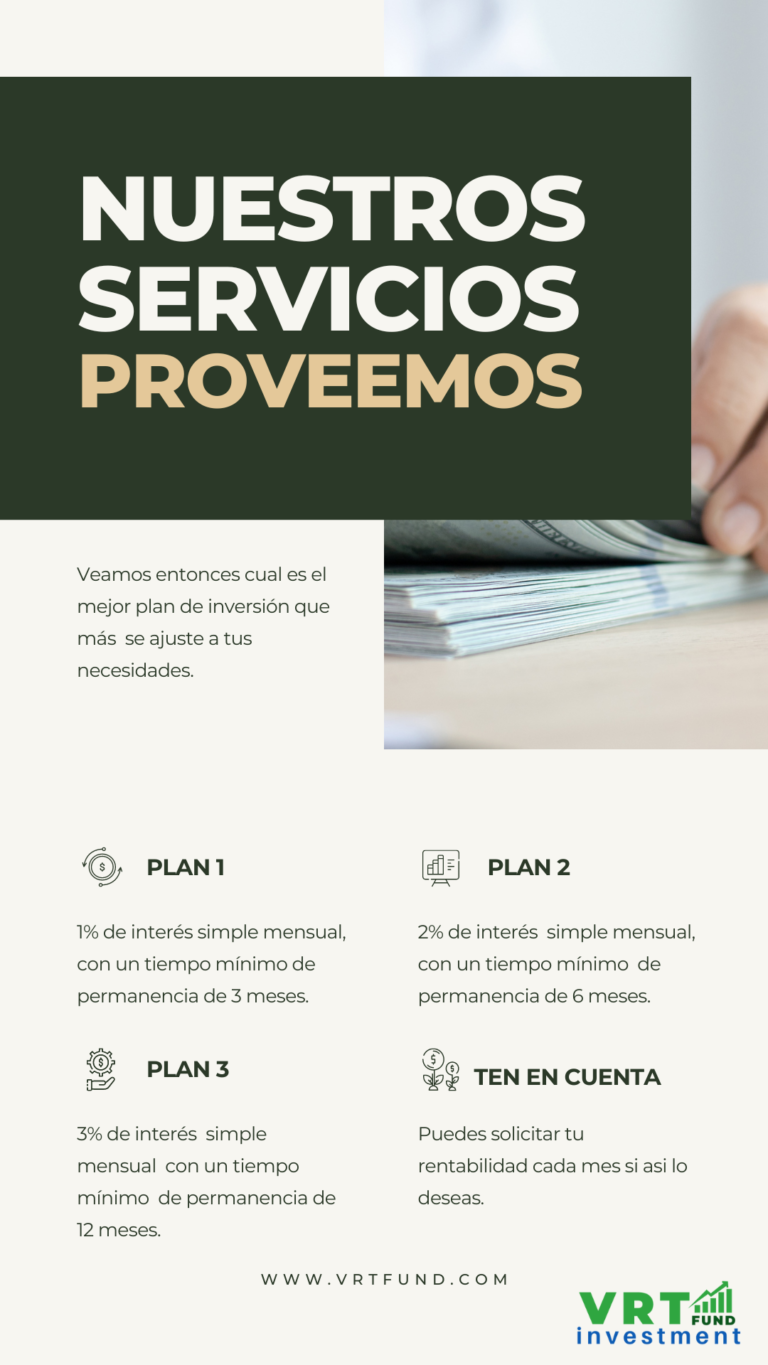 NUESTROS
SERVICIOS
PROVEEMOS
Veamos entonces cual es el
mejor plan de inversión que
más se ajuste a tus
necesidades.
PLAN 1
1% de interés simple mensual,
con un tiempo mínimo de
permanencia de 3 meses.
PLAN 2
2% de interés simple mensual,
con un tiempo mínimo de
permanencia de 6 meses.
PLAN 3
3% de interés simple
mensual con un tiempo
mínimo de permanencia de
12 meses.
TEN EN CUENTA
Puedes solicitar tu
rentabilidad cada mes si asi lo
deseas.
WWW.VRTFUND.COM
VRT
FUND
investment